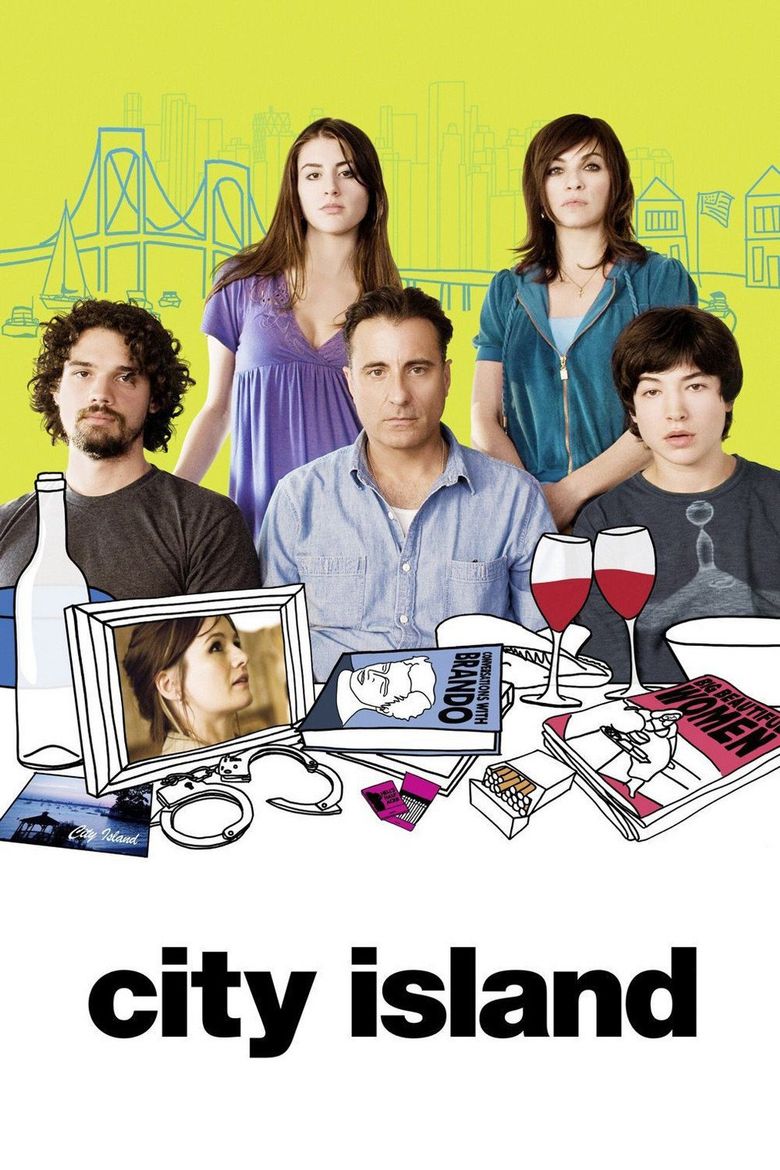 CONVERSATIONS WITH
BRANDO
BIG BEAUTIFUL
WOMEN
City Island
city island